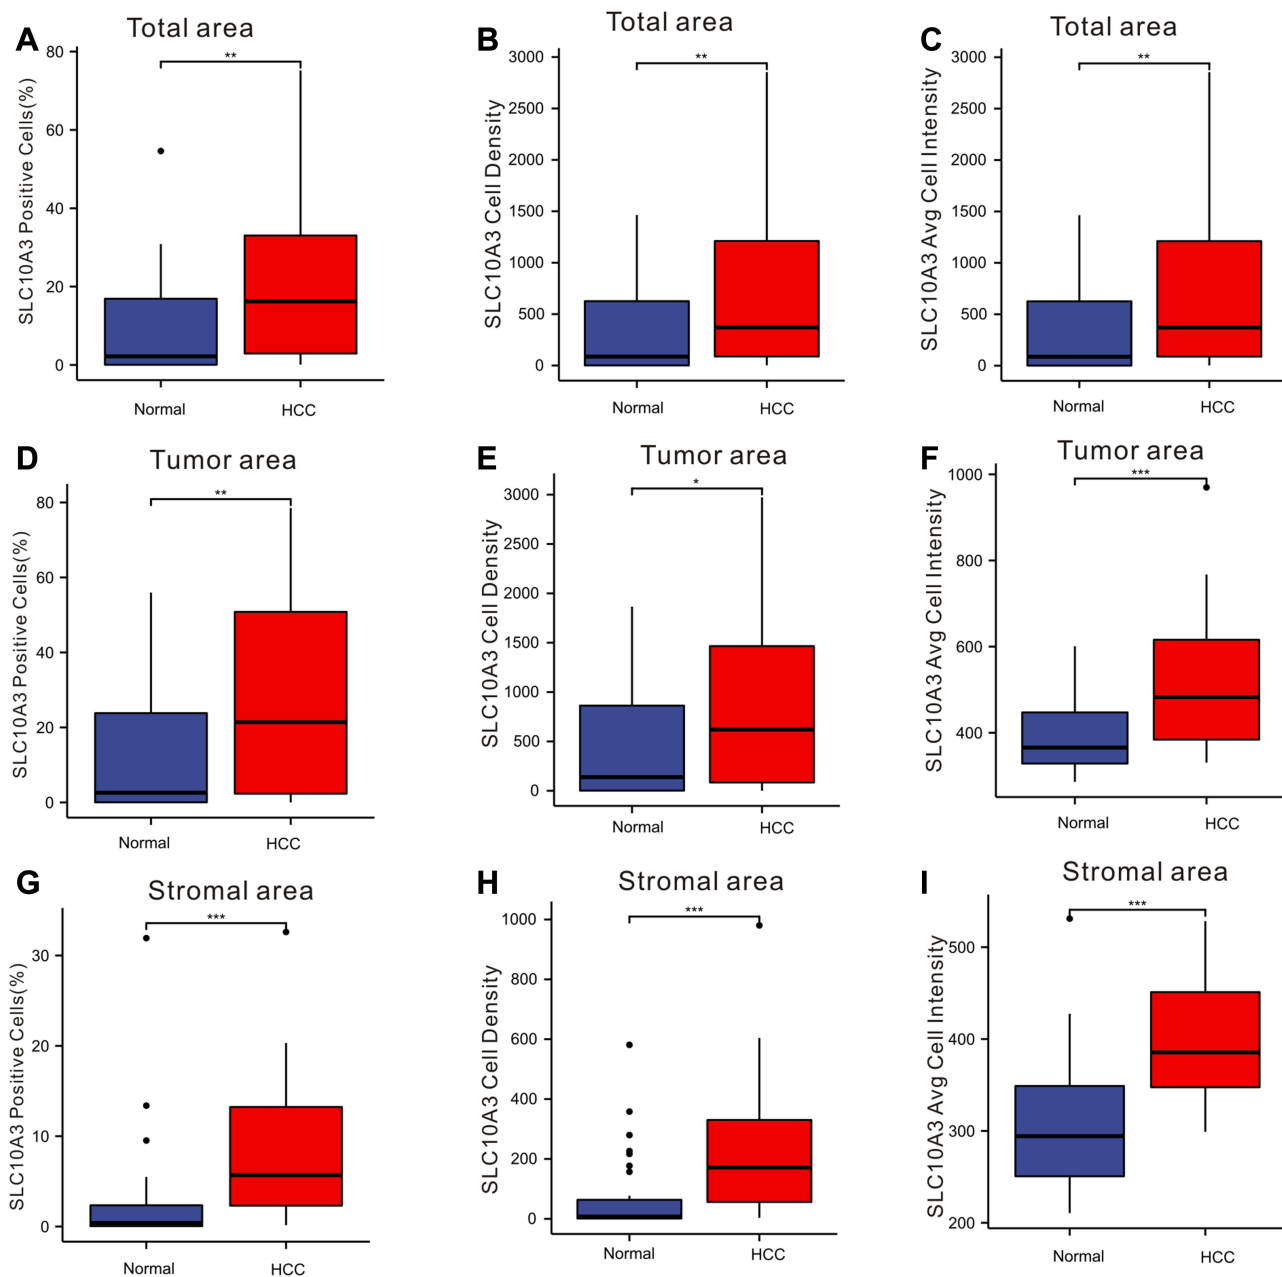 A
Total area
SLC10A3 Positive Cells(%)
80
60
40
20
0
**
Normal
HCC
B
Total area
SLC10A3 Cell Density
3000
2500
2000
1500
1000
500
0
**
Normal
HCC
C
Total area
SLC10A3 Avg Cell Intensity
3000
2500
2000
1500
1000
500
0
**
Normal
HCC
D
Tumor area
SLC10A3 Positive Cells(%)
80
60
40
20
0
**
Normal
HCC
E
Tumor area
SLC10A3 Cell Density
3000
2500
2000
1500
1000
500
0
*
Normal
HCC
F
Tumor area
SLC10A3 Avg Cell Intensity
1000
800
600
400
***
Normal
HCC
G
Stromal area
SLC10A3 Positive Cells(%)
30
20
10
0
***
Normal
HCC
H
Stromal area
SLC10A3 Cell Density
1000
800
600
400
200
0
***
Normal
HCC
I
Stromal area
SLC10A3 Avg Cell Intensity
500
400
300
200
***
Normal
HCC